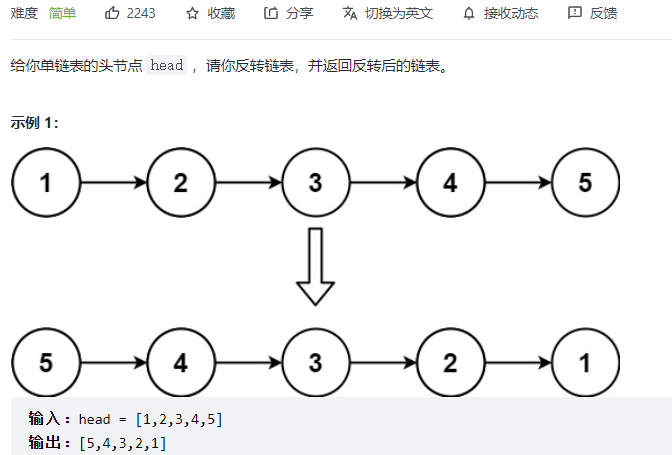 难度 简单 2243 收藏 分享 切换为英文 接收动态 反馈
给你单链表的头节点 head ，请你反转链表，并返回反转后的链表。
示例 1：
1 2 3 4 5
5 4 3 2 1
输入：head = [1,2,3,4,5]
输出：[5,4,3,2,1]